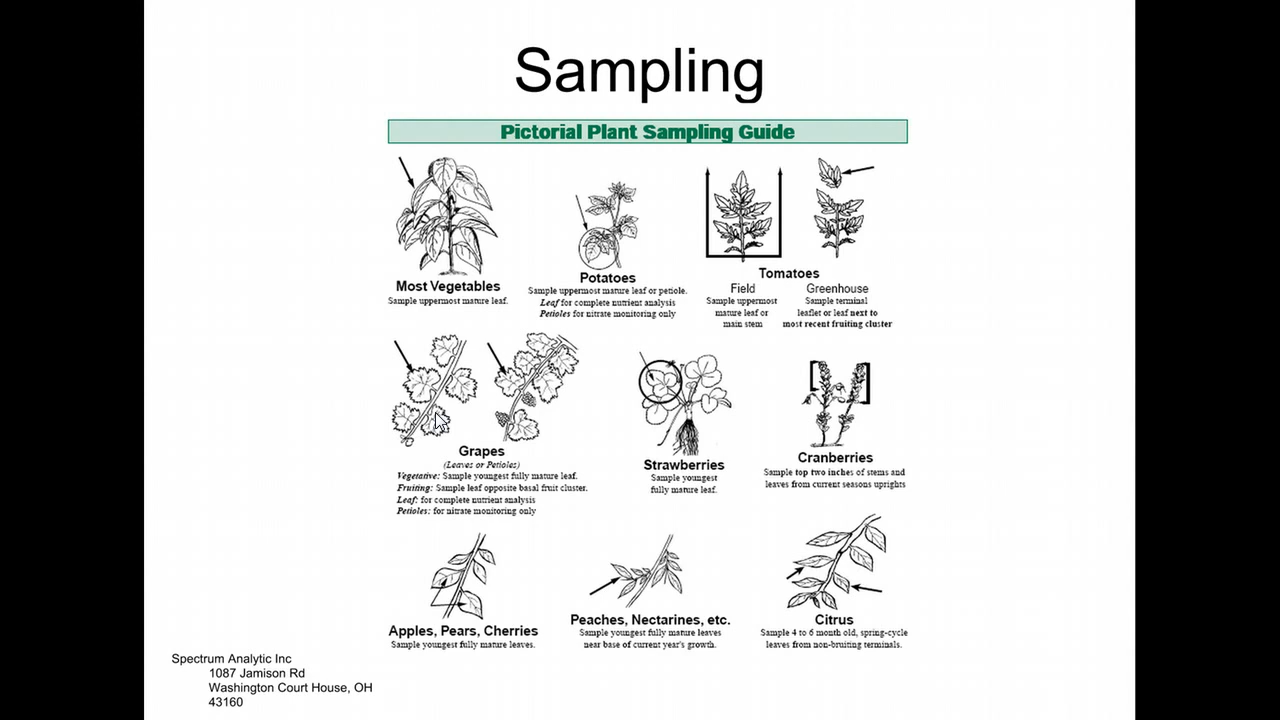 Sampling
Pictorial Plant Sampling Guide
Most Vegetables
Sample uppermost mature leaf.
Potatoes
Sample uppermost mature leaf or petiole.
Leaf for complete nutrient analysis
Petioles for nitrate monitoring only
Tomatoes
Field
Sample uppermost
mature leaf or
main stem
Greenhouse
Sample terminal
leaflet or leaf next to
most recent fruiting cluster
Grapes
(Leaves or Petioles)
Vegetative: Sample youngest fully mature leaf.
Fruiting: Sample leaf opposite basal fruit cluster.
Leaf: for complete nutrient analysis
Petioles: for nitrate monitoring only
Strawberries
Sample youngest
fully mature leaf.
Cranberries
Sample top two inches of stems and
leaves from current seasons uprights
Apples, Pears, Cherries
Sample youngest fully mature leaves.
Peaches, Nectarines, etc.
Sample youngest fully mature leaves
near base of current year's growth.
Citrus
Sample 4 to 6 month old, spring-cycle
leaves from non-bruiting terminals.
Spectrum Analytic Inc
1087 Jamison Rd
Washington Court House, OH
43160